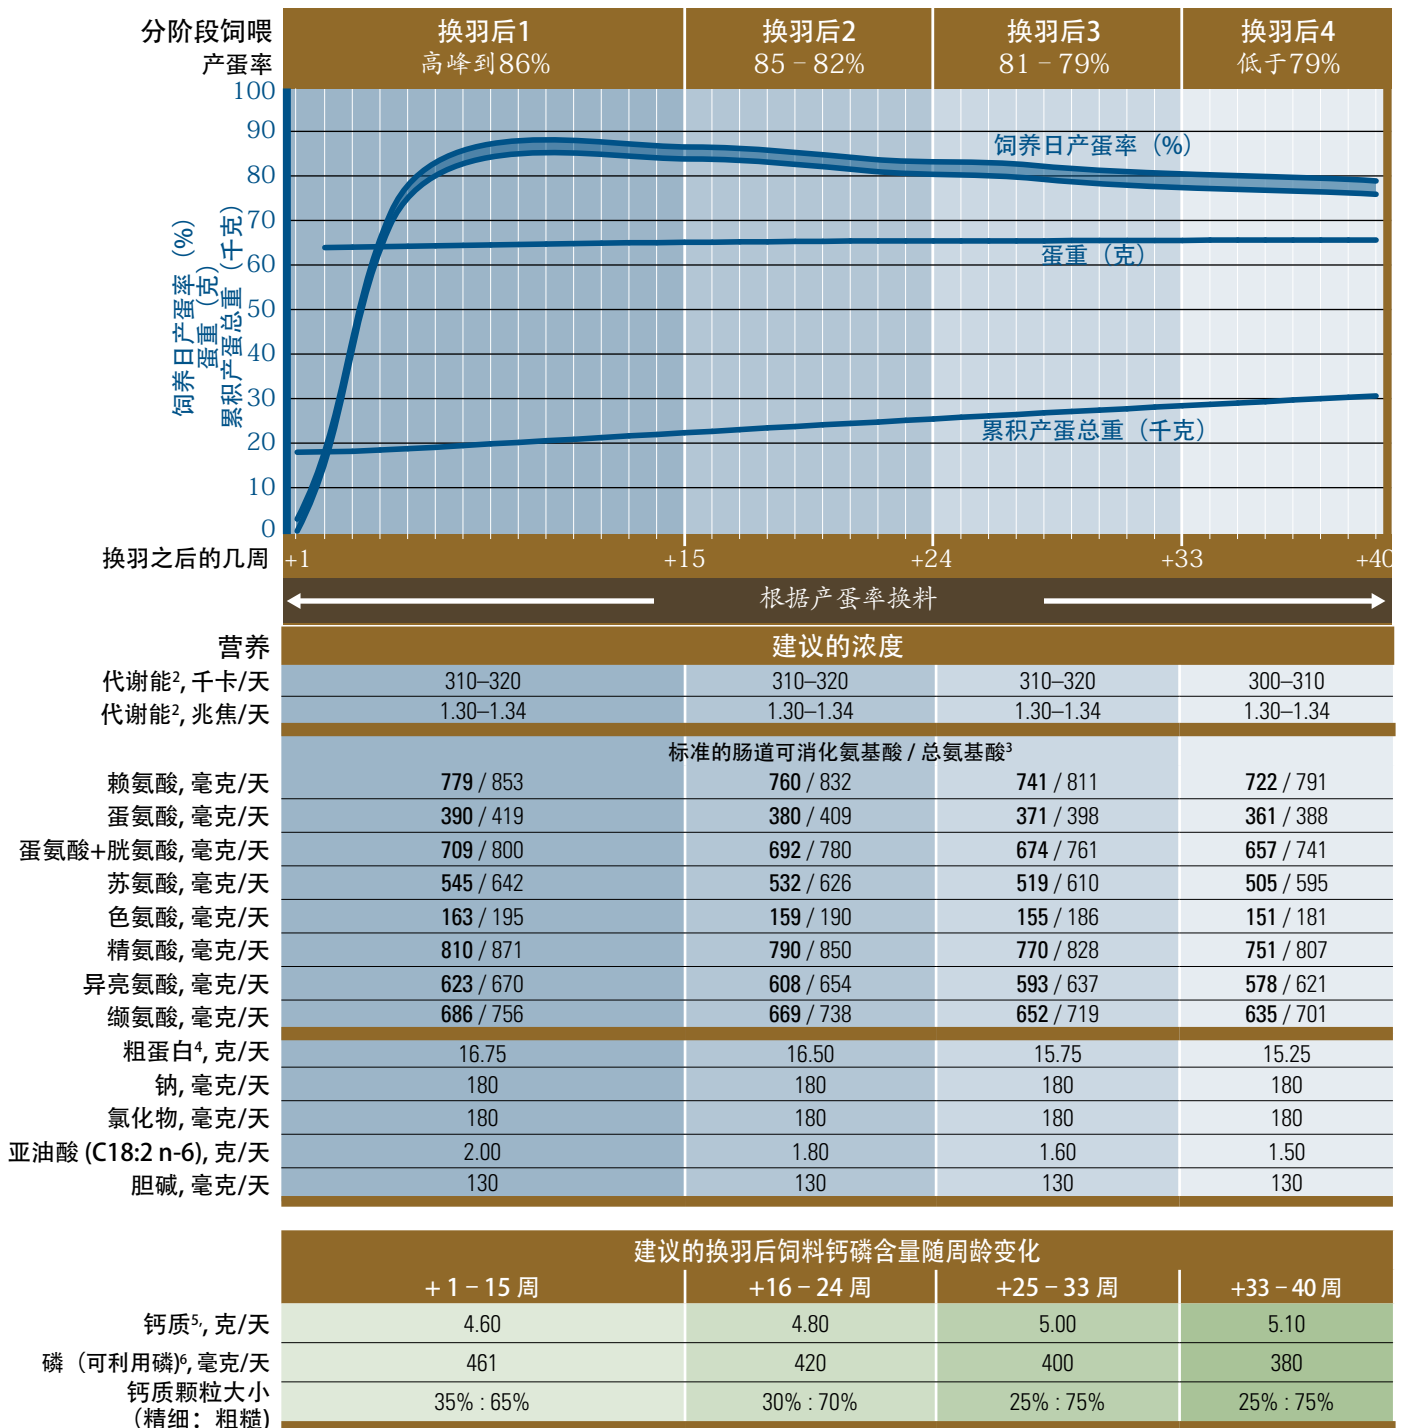 分阶段饲喂 换羽后1 换羽后2 换羽后3 换羽后4
产蛋率 高峰到86% 85 – 82% 81 – 79% 低于79%
100
90
80
70
60
50
40
30
20
10
0
饲养日产蛋率（%）
蛋重（克）
累积产蛋总重（千克）
饲养日产蛋率（%）
蛋重（克）
累积产蛋总重（千克）
换羽之后的几周 +1 +15 +24 +33 +40
根据产蛋率换料
营养 建议的浓度
代谢能², 千卡/天 310–320 310–320 310–320 300–310
代谢能², 兆焦/天 1.30–1.34 1.30–1.34 1.30–1.34 1.30–1.34
标准的肠道可消化氨基酸 / 总氨基酸³
赖氨酸, 毫克/天 779 / 853 760 / 832 741 / 811 722 / 791
蛋氨酸, 毫克/天 390 / 419 380 / 409 371 / 398 361 / 388
蛋氨酸+胱氨酸, 毫克/天 709 / 800 692 / 780 674 / 761 657 / 741
苏氨酸, 毫克/天 545 / 642 532 / 626 519 / 610 505 / 595
色氨酸, 毫克/天 163 / 195 159 / 190 155 / 186 151 / 181
精氨酸, 毫克/天 810 / 871 790 / 850 770 / 828 751 / 807
异亮氨酸, 毫克/天 623 / 670 608 / 654 593 / 637 578 / 621
缬氨酸, 毫克/天 686 / 756 669 / 738 652 / 719 635 / 701
粗蛋白⁴, 克/天 16.75 16.50 15.75 15.25
钠, 毫克/天 180 180 180 180
氯化物, 毫克/天 180 180 180 180
亚油酸 (C18:2 n-6), 克/天 2.00 1.80 1.60 1.50
胆碱, 毫克/天 130 130 130 130
建议的换羽后饲料钙磷含量随周龄变化
+ 1 – 15 周 +16 – 24 周 +25 – 33 周 +33 – 40 周
钙质⁵,, 克/天 4.60 4.80 5.00 5.10
磷（可利用磷)⁶, 毫克/天 461 420 400 380
钙质颗粒大小 35% : 65% 30% : 70% 25% : 75% 25% : 75%
（精细：粗糙)